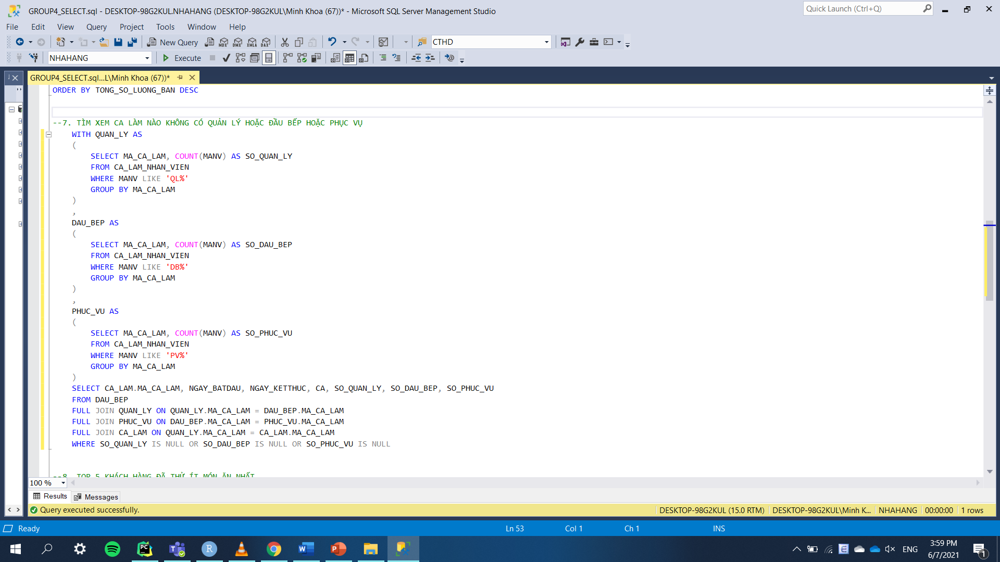 GROUP4_SELECT.sql - DESKTOP-98G2KUL.NHAHANG (DESKTOP-98G2KUL\Minh Khoa (67))* - Microsoft SQL Server Management Studio
Quick Launch (Ctrl+Q)
File Edit View Query Project Tools Window Help
New Query MDX DMX XMLA DAX CTHD
NHAHANG Execute
GROUP4_SELECT.sql...L\Minh Khoa (67))*
ORDER BY TONG_SO_LUONG_BAN DESC
--7. TÌM XEM CA LÀM NÀO KHÔNG CÓ QUẢN LÝ HOẶC ĐẦU BẾP HOẶC PHỤC VỤ
WITH QUAN_LY AS
(
SELECT MA_CA_LAM, COUNT(MANV) AS SO_QUAN_LY
FROM CA_LAM_NHAN_VIEN
WHERE MANV LIKE 'QL%'
GROUP BY MA_CA_LAM
)
,
DAU_BEP AS
(
SELECT MA_CA_LAM, COUNT(MANV) AS SO_DAU_BEP
FROM CA_LAM_NHAN_VIEN
WHERE MANV LIKE 'DB%'
GROUP BY MA_CA_LAM
)
,
PHUC_VU AS
(
SELECT MA_CA_LAM, COUNT(MANV) AS SO_PHUC_VU
FROM CA_LAM_NHAN_VIEN
WHERE MANV LIKE 'PV%'
GROUP BY MA_CA_LAM
)
SELECT CA_LAM.MA_CA_LAM, NGAY_BATDAU, NGAY_KETTHUC, CA, SO_QUAN_LY, SO_DAU_BEP, SO_PHUC_VU
FROM DAU_BEP
FULL JOIN QUAN_LY ON QUAN_LY.MA_CA_LAM = DAU_BEP.MA_CA_LAM
FULL JOIN PHUC_VU ON DAU_BEP.MA_CA_LAM = PHUC_VU.MA_CA_LAM
FULL JOIN CA_LAM ON QUAN_LY.MA_CA_LAM = CA_LAM.MA_CA_LAM
WHERE SO_QUAN_LY IS NULL OR SO_DAU_BEP IS NULL OR SO_PHUC_VU IS NULL
--8. TOP 5 KHÁCH HÀNG ĐÃ THỬ ÍT MÓN ĂN NHẤT
100 %
Results Messages
Query executed successfully. DESKTOP-98G2KUL (15.0 RTM) DESKTOP-98G2KUL\Minh K... NHAHANG 00:00:00 1 rows
Ready Ln 53 Col 1 Ch 1 INS
ENG 3:59 PM
6/7/2021 1